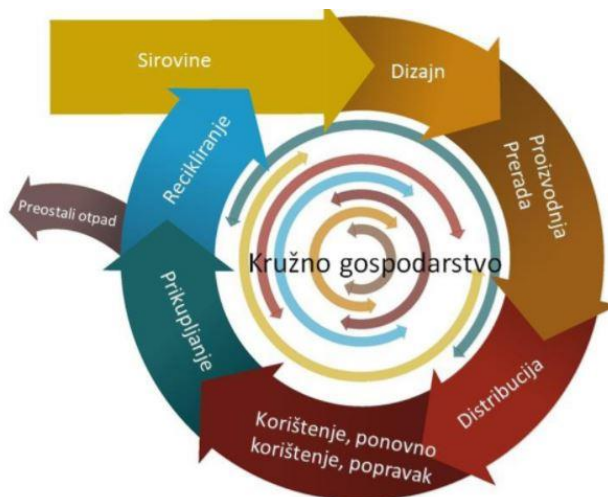 Sirovine
Dizajn
Proizvodnja
Prerada
Distribucija
Korištenje, ponovno
korištenje, popravak
Prikupljanje
Preostali otpad
Recikliranje
Kružno gospodarstvo